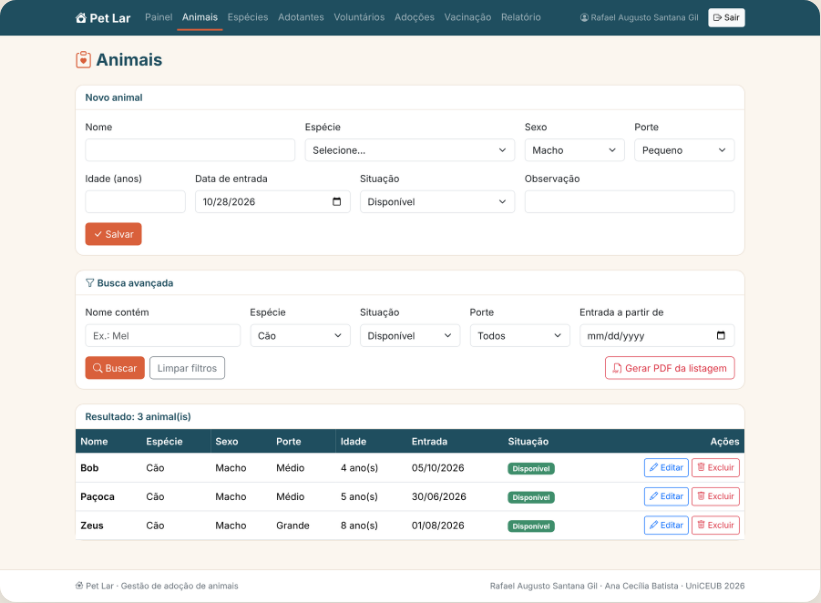 Pet Lar Painel Animais Espécies Adotantes Voluntários Adoções Vacinação Relatório Rafael Augusto Santana Gil Sair
Animais
Novo animal
Nome Espécie Sexo Porte
Selecione... Macho Pequeno
Idade (anos) Data de entrada Situação Observação
10/28/2026 Disponível
Salvar
Busca avançada
Nome contém Espécie Situação Porte Entrada a partir de
Ex.: Mel Cão Disponível Todos mm/dd/yyyy
Buscar Limpar filtros Gerar PDF da listagem
Resultado: 3 animal(is)
Nome Espécie Sexo Porte Idade Entrada Situação Ações
Bob Cão Macho Médio 4 ano(s) 05/10/2026 Disponível Editar Excluir
Paçoca Cão Macho Médio 5 ano(s) 30/06/2026 Disponível Editar Excluir
Zeus Cão Macho Grande 8 ano(s) 01/08/2026 Disponível Editar Excluir
Pet Lar · Gestão de adoção de animais Rafael Augusto Santana Gil · Ana Cecília Batista · UniCEUB 2026